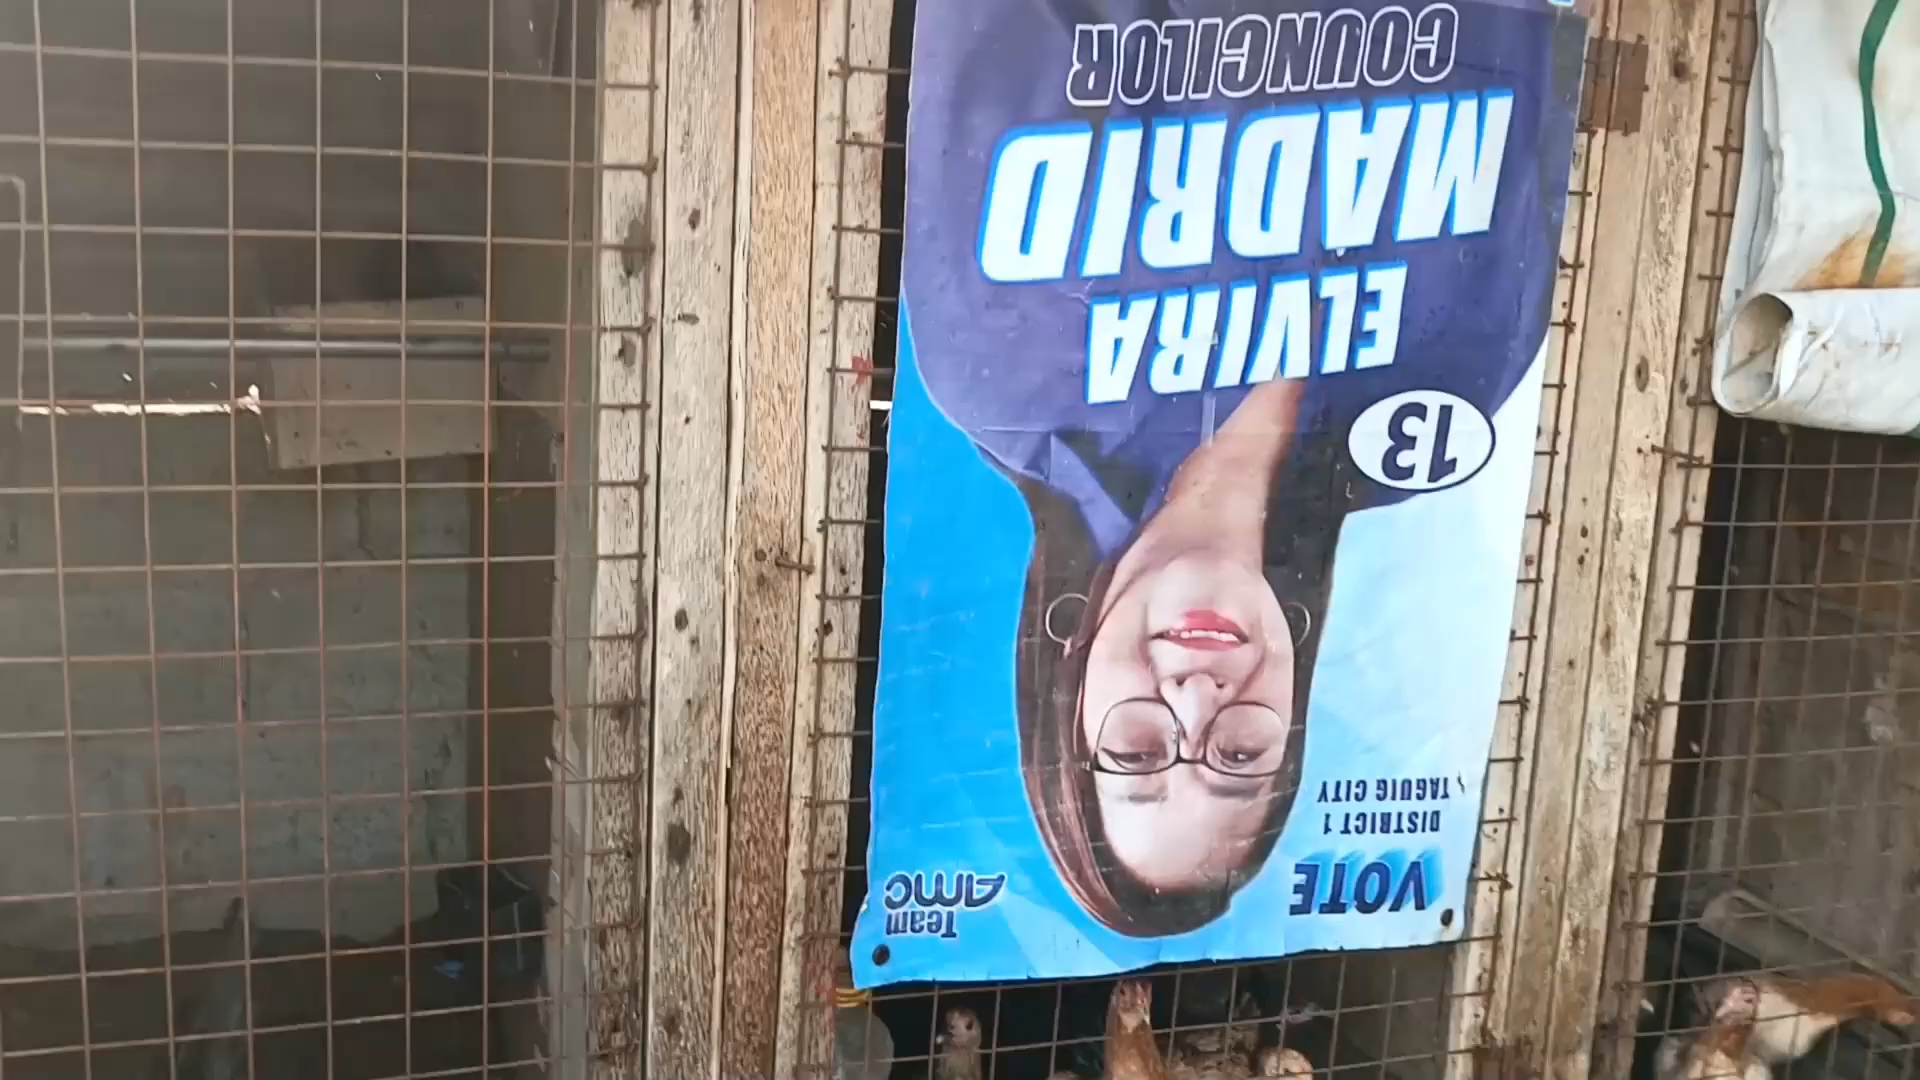 Team
AMC
VOTE
DISTRICT 1
TAGUIG CITY
13
ELVIRA
MADRID
COUNCILOR